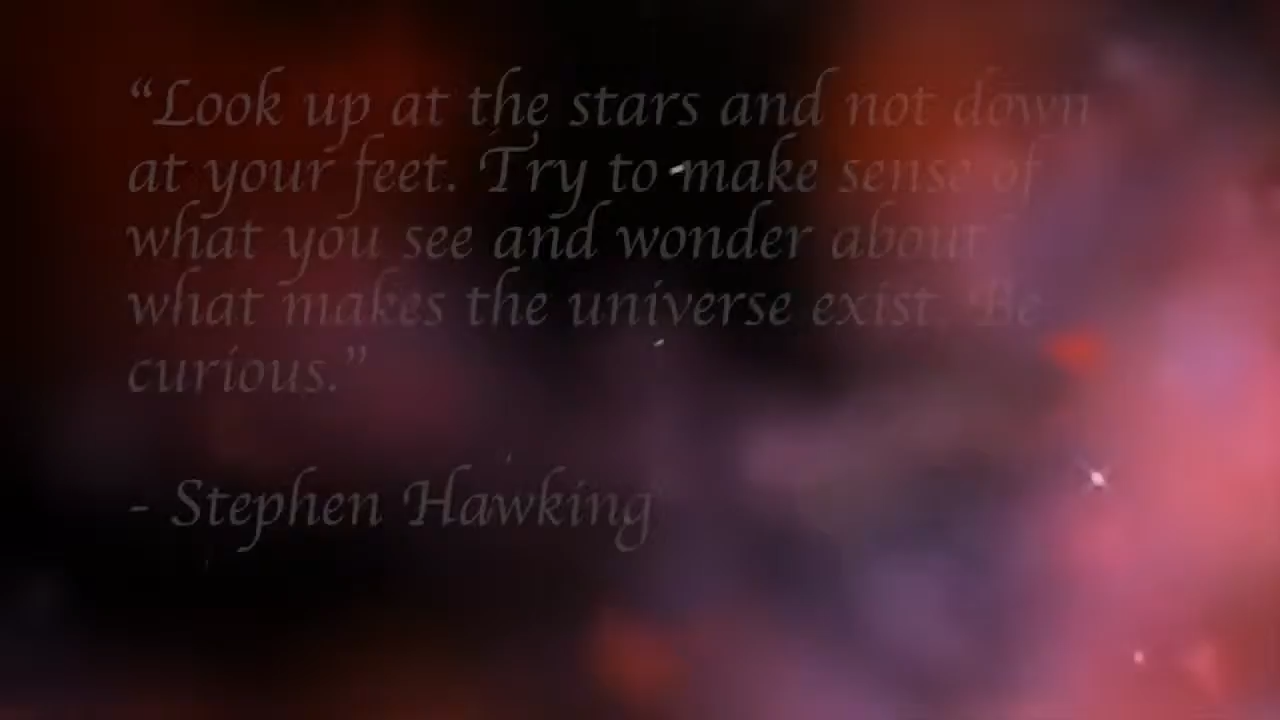 “Look up at the stars and not down
at your feet. Try to make sense of
what you see and wonder about
what makes the universe exist. Be
curious.”
- Stephen Hawking